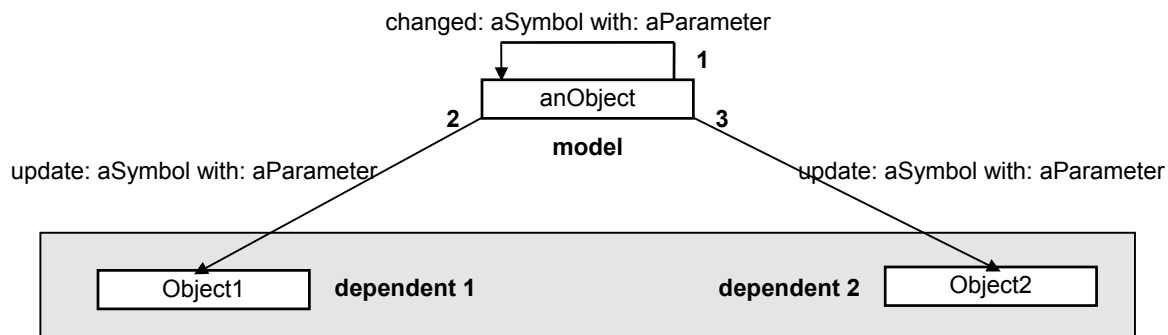 changed: aSymbol with: aParameter
1
anObject
2
3
model
update: aSymbol with: aParameter
update: aSymbol with: aParameter
Object1
dependent 1
dependent 2
Object2